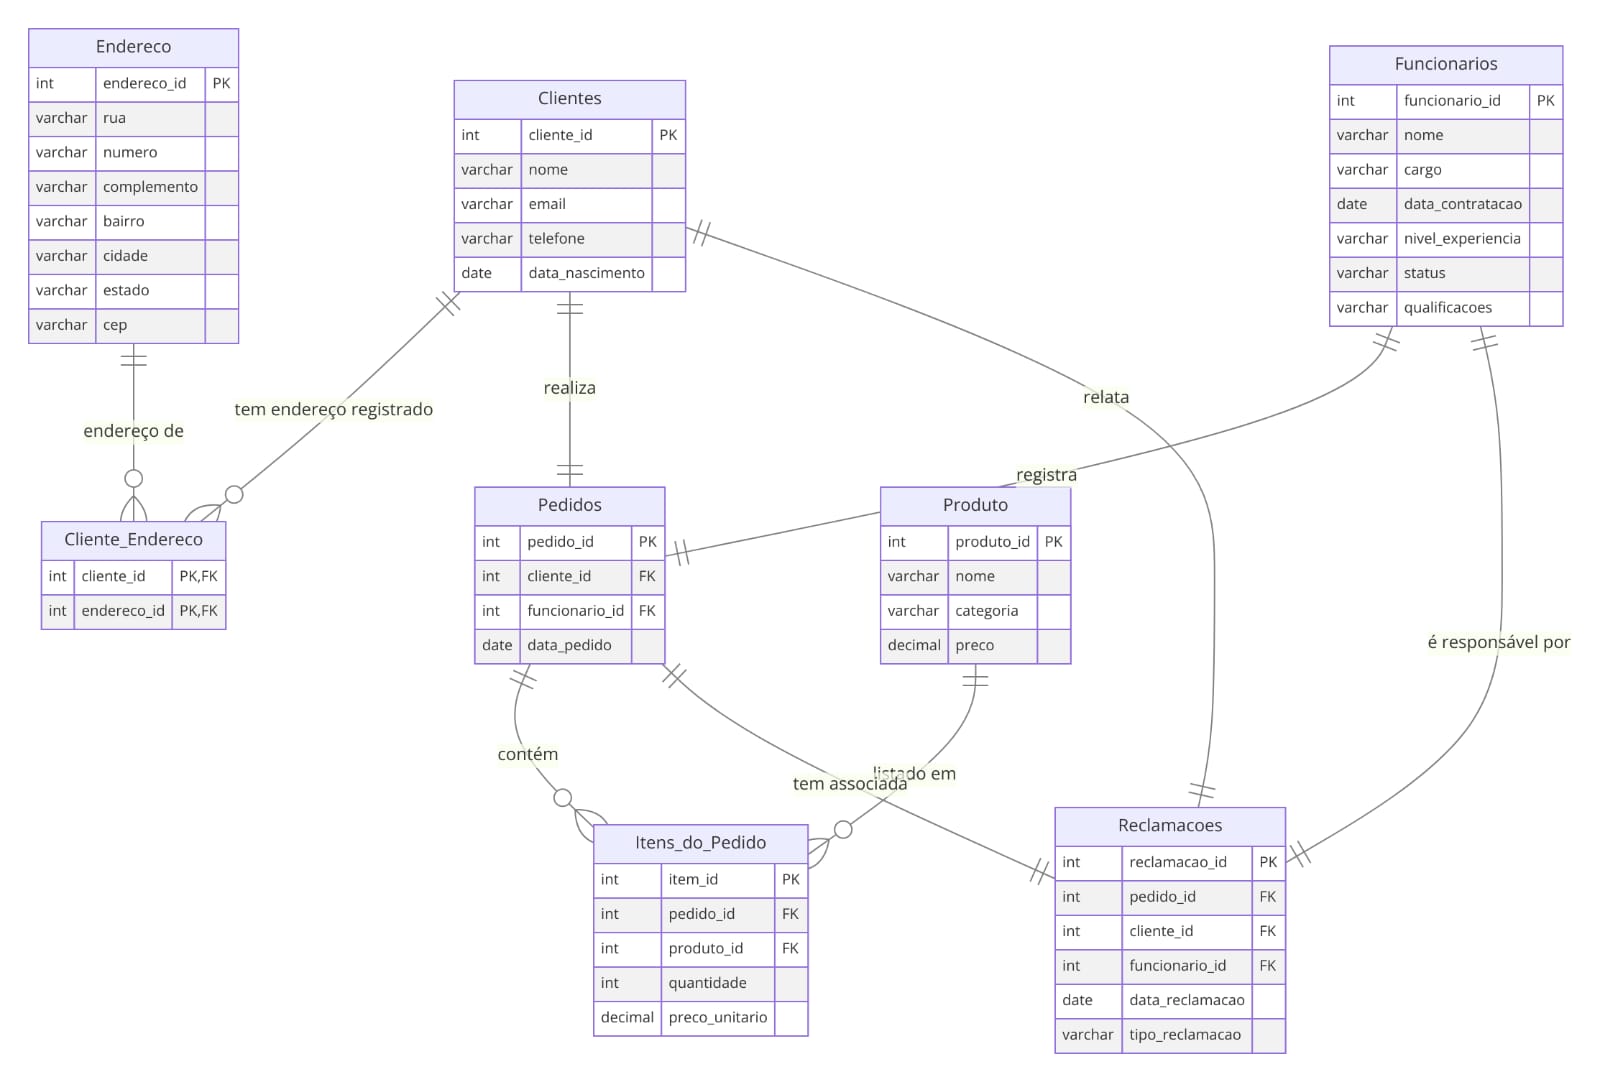 Endereco
int endereco_id PK
varchar rua
varchar numero
varchar complemento
varchar bairro
varchar cidade
varchar estado
varchar cep
Clientes
int cliente_id PK
varchar nome
varchar email
varchar telefone
date data_nascimento
Funcionarios
int funcionario_id PK
varchar nome
varchar cargo
date data_contratacao
varchar nivel_experiencia
varchar status
varchar qualificacoes
endereço de
tem endereço registrado
realiza
relata
registra
é responsável por
Cliente_Endereco
int cliente_id PK,FK
int endereco_id PK,FK
Pedidos
int pedido_id PK
int cliente_id FK
int funcionario_id FK
date data_pedido
Produto
int produto_id PK
varchar nome
varchar categoria
decimal preco
contém
tem associada
listado em
Itens_do_Pedido
int item_id PK
int pedido_id FK
int produto_id FK
int quantidade
decimal preco_unitario
Reclamacoes
int reclamacao_id PK
int pedido_id FK
int cliente_id FK
int funcionario_id FK
date data_reclamacao
varchar tipo_reclamacao